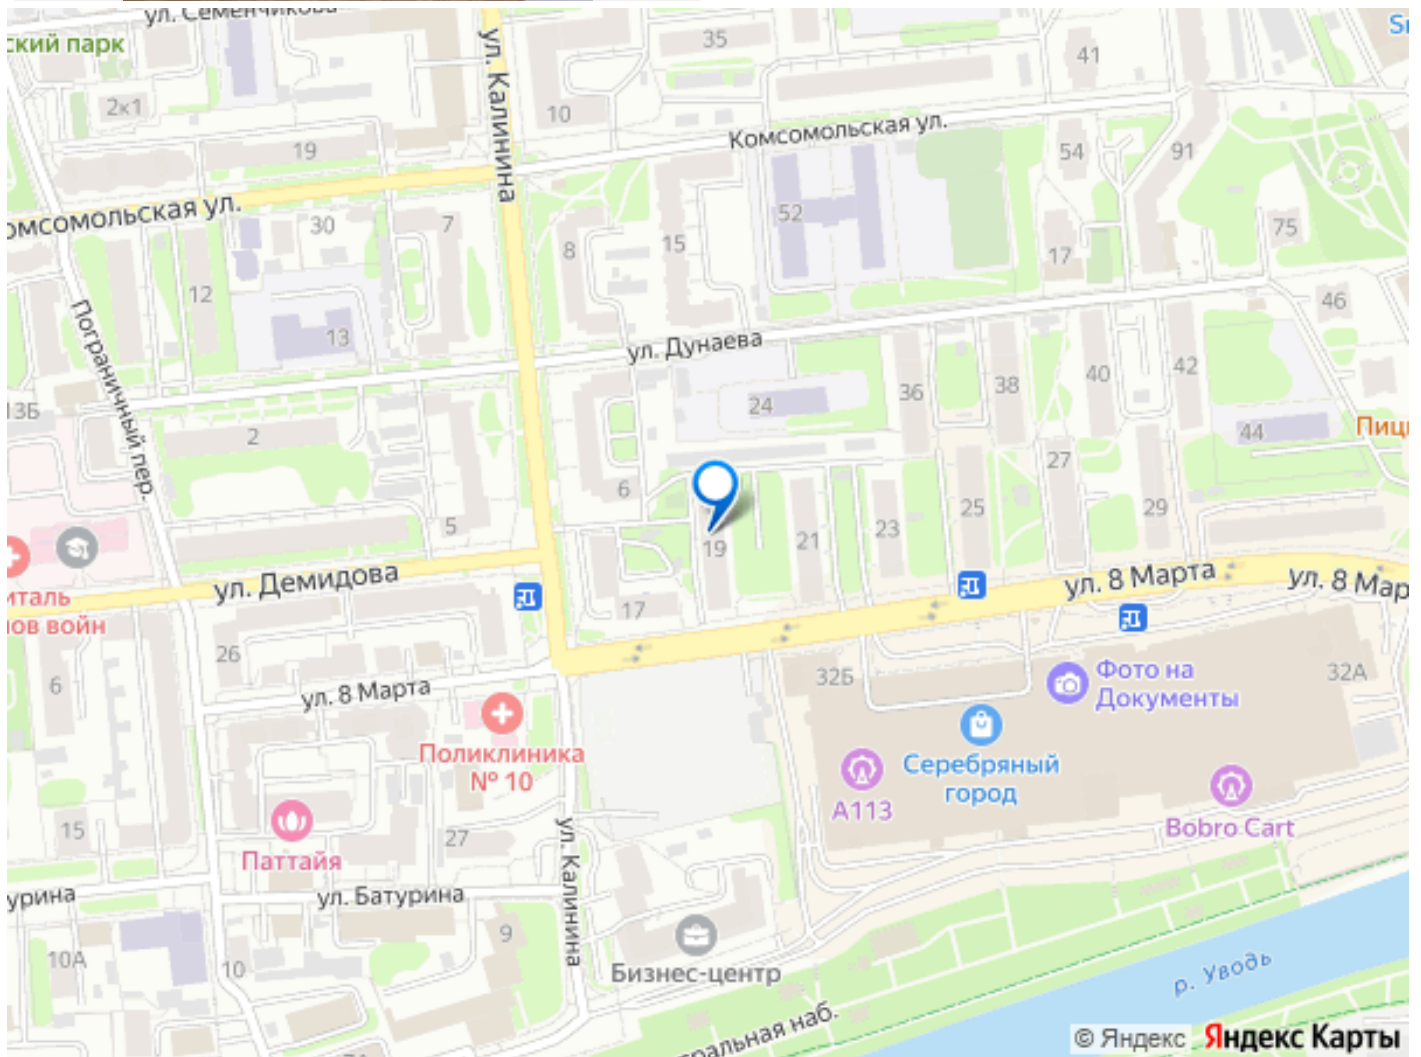 ул. Семенчикова
ский парк
ул. Калинина
35
41
2к1
10
Комсомольская ул.
19
54
91
омсомольская ул.
30
7
8
15
52
17
75
12
13
Пограничный пер.
ул. Дунаева
46
13Б
2
24
36
38
40
42
44
Пиц
6
5
27
25
29
19
21
23
17
ул. Демидова
ул. 8 Марта
ул. 8 Мар
италь
ов войн
26
6
ул. 8 Марта
32Б
Фото на
Документы
32А
Поликлиника
№ 10
Серебряный
город
А113
Bobro Cart
15
Паттайя
27
ул. Калинина
урина
ул. Батурина
10А
10
9
Бизнес-центр
р. Уводь
ральная наб.
© Яндекс Яндекс Карты